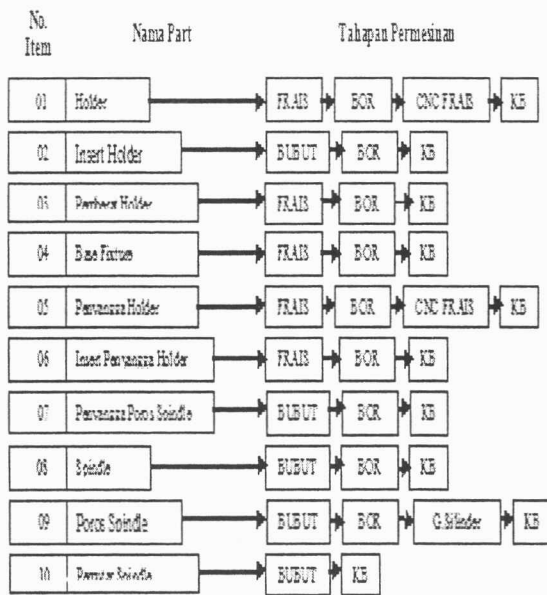 No. Item Nama Part Tahapan Permesinan
01 Holder FRAIS BOR CNC FRAIS KB
02 Insert Holder BUBUT BOR KB
03 Holder FRAIS BOR KB
04 Base Fixture FRAIS BOR KB
05 Penyangga Holder FRAIS BOR CNC FRAIS KB
06 Insert Penyangga Holder FRAIS BOR KB
07 Penyangga Poros Spindle BUBUT BOR KB
08 Spindle BUBUT BOR KB
09 Poros Spindle BUBUT BOR G.Silinder KB
10 Pemutar Spindle BUBUT KB